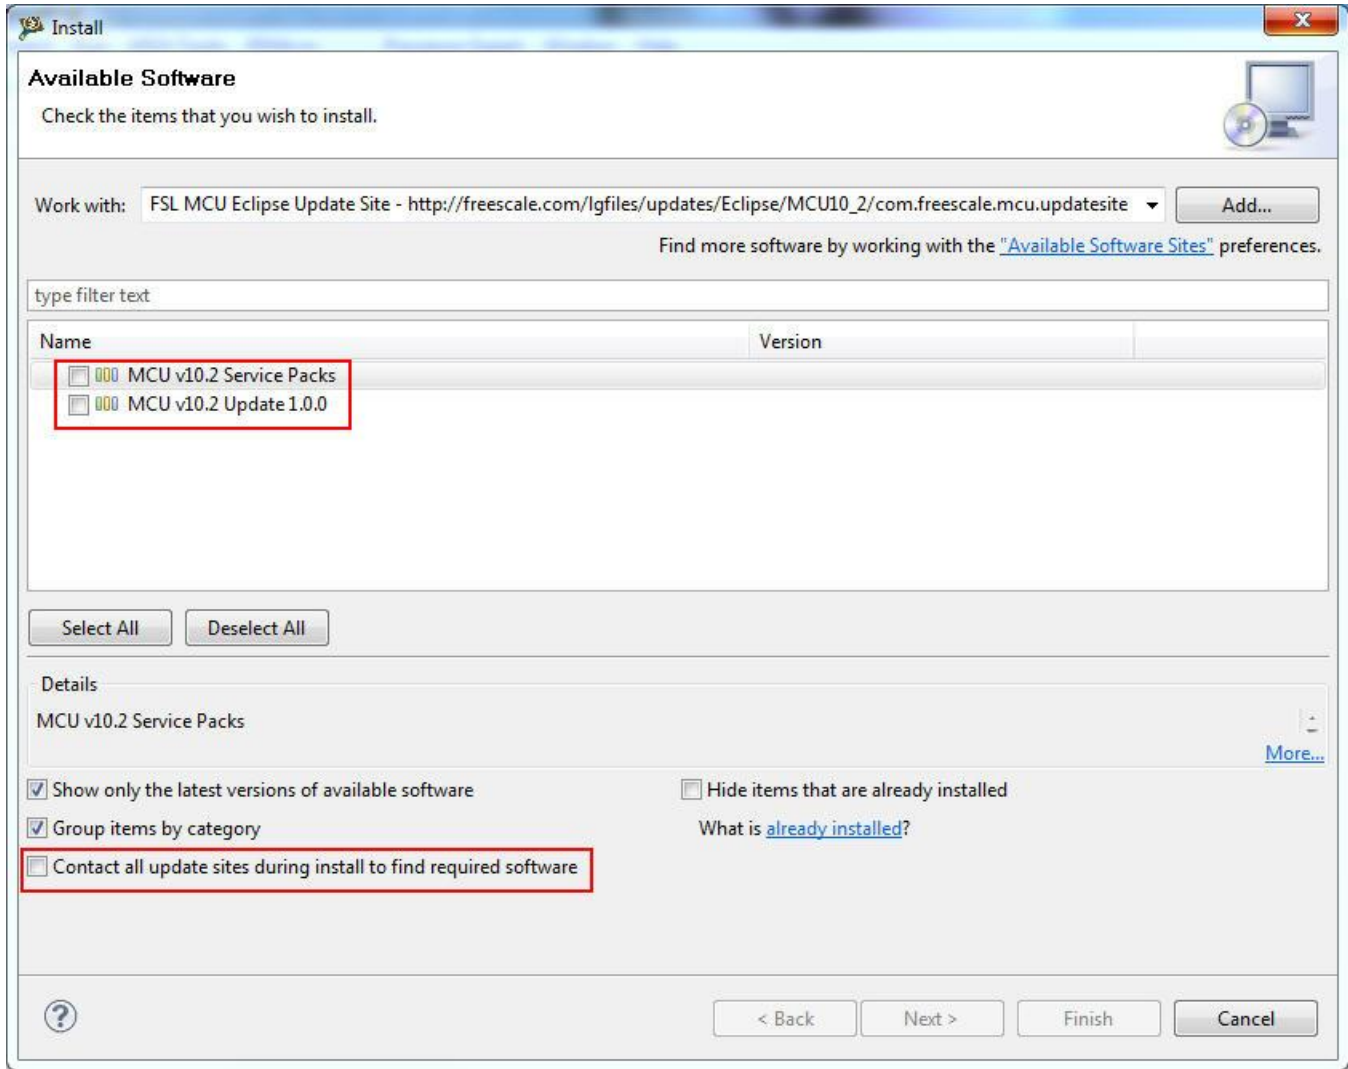 Install
Available Software
Check the items that you wish to install.
Work with: FSL MCU Eclipse Update Site - http://freescale.com/lgfiles/updates/Eclipse/MCU10_2/com.freescale.mcu.updatesite Add...
Find more software by working with the "Available Software Sites" preferences.
type filter text
Name Version
MCU v10.2 Service Packs
MCU v10.2 Update 1.0.0
Select All Deselect All
Details
MCU v10.2 Service Packs
More...
Show only the latest versions of available software Hide items that are already installed
Group items by category What is already installed?
Contact all update sites during install to find required software
? < Back Next > Finish Cancel